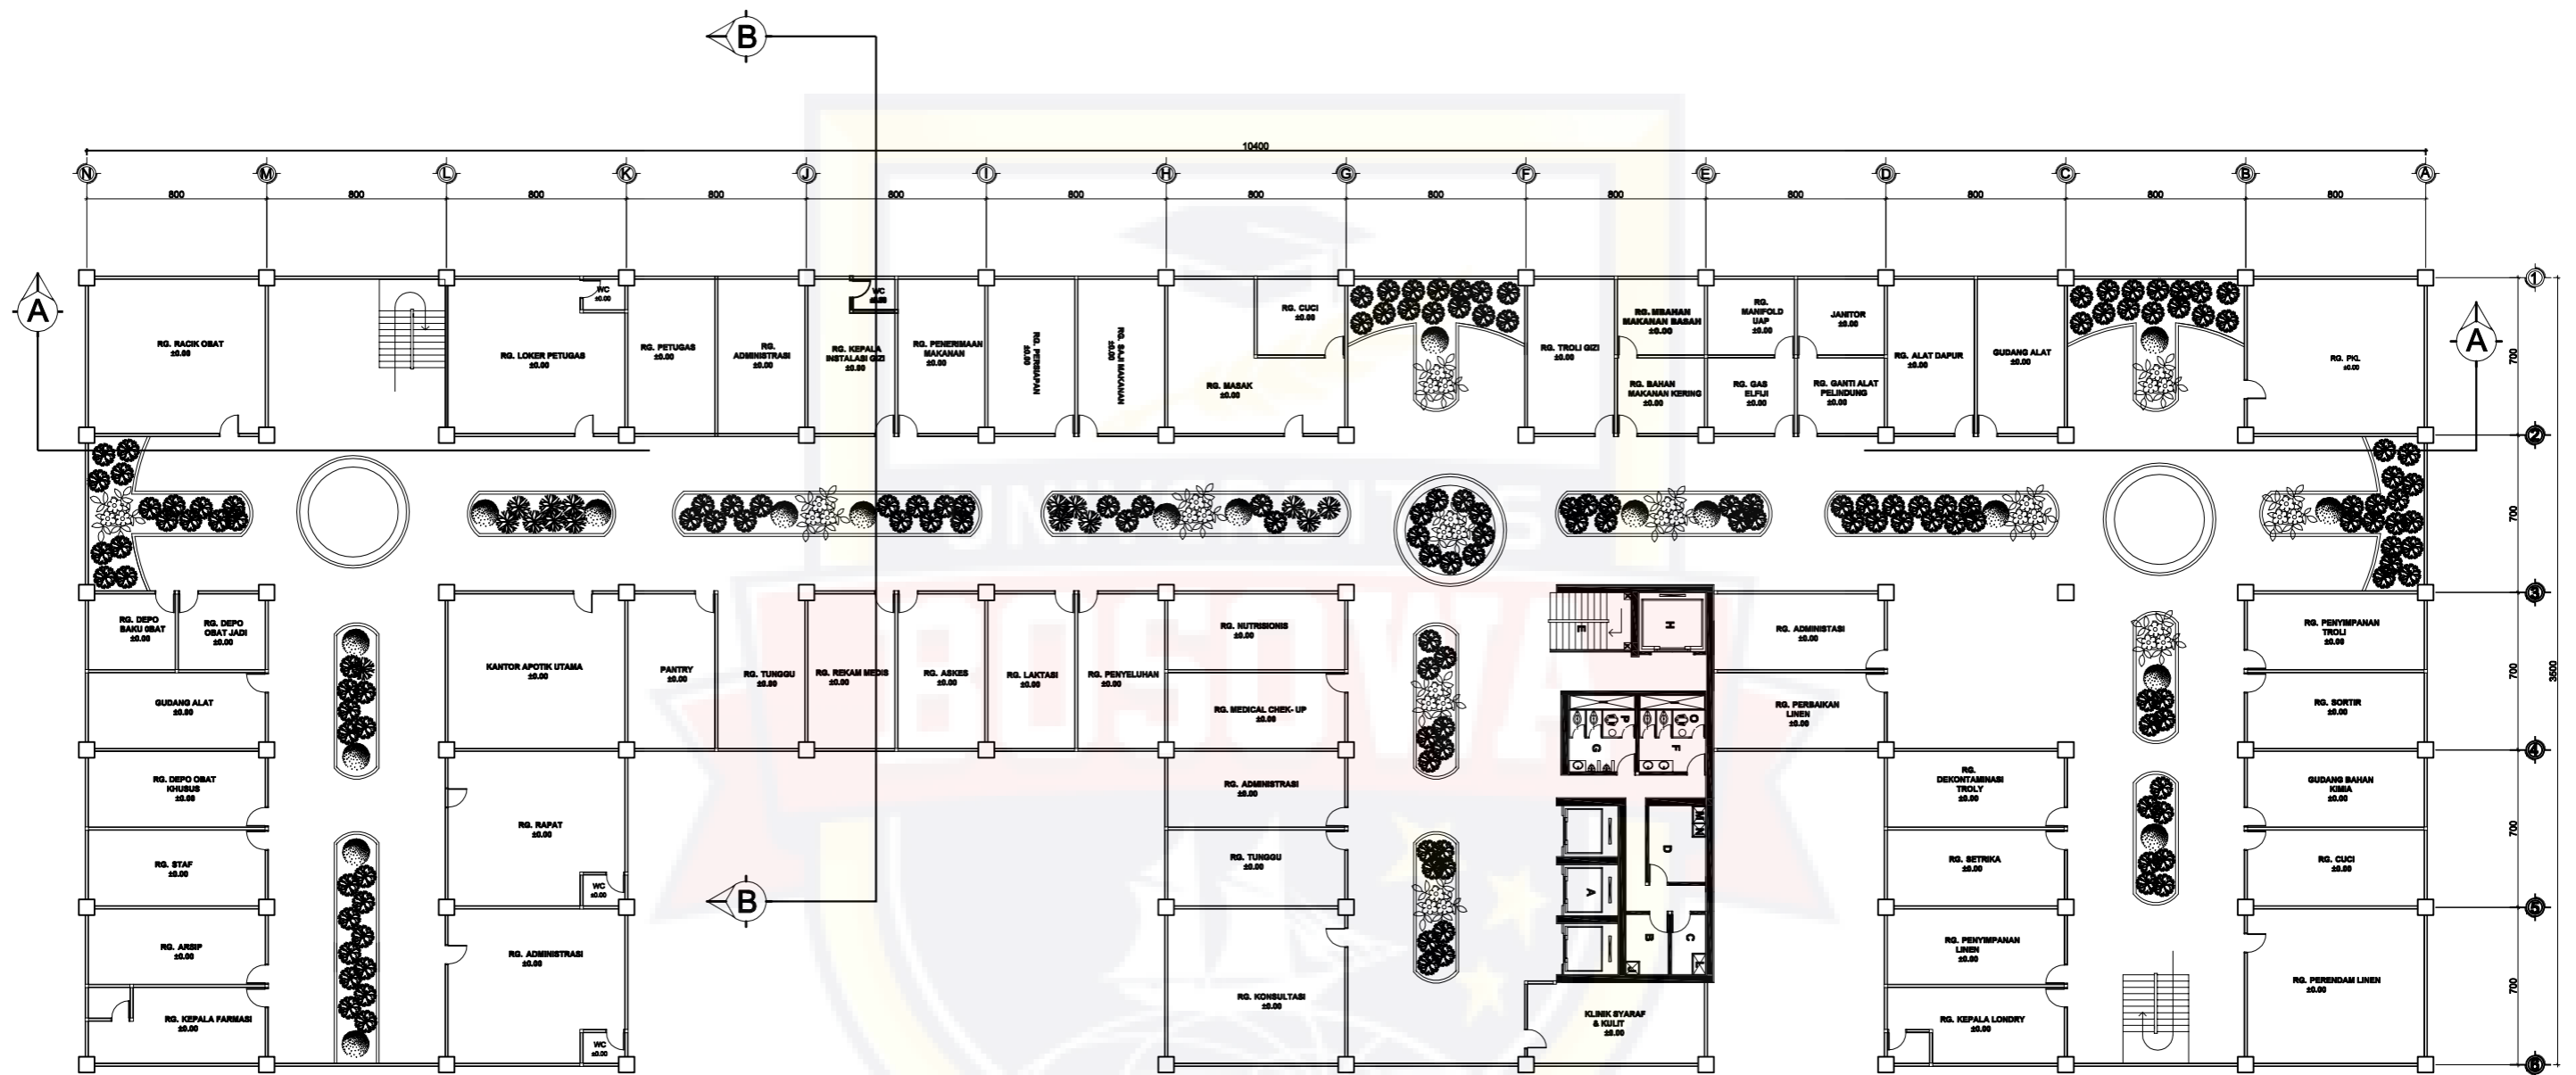 B
10400
N M L K J I H G F E D C B A
800 800 800 800 800 800 800 800 800 800 800 800 800
A
A
1
2
3
4
5
6
700
700
700
700
700
3500
RG. RACIK OBAT
±0.00
RG. LOKER PETUGAS
±0.00
WC
±0.00
RG. PETUGAS
±0.00
RG.
ADMINISTRASI
±0.00
WC
RG. KEPALA
INSTALASI GIZI
±0.00
RG. PENERIMAAN
MAKANAN
±0.00
RG. PERSIAPAN
±0.00
RG. SAJI MAKANAN
±0.00
RG. CUCI
±0.00
RG. MASAK
±0.00
RG. TROLI GIZI
±0.00
RG. MBAHAN
MAKANAN BASAH
±0.00
RG. BAHAN
MAKANAN KERING
±0.00
RG.
MANIFOLD
UAP
±0.00
RG. GAS
ELFIJI
±0.00
JANITOR
±0.00
RG. GANTI ALAT
PELINDUNG
±0.00
RG. ALAT DAPUR
±0.00
GUDANG ALAT
±0.00
RG. PKL
±0.00
UNIVERSITAS
BOSOWA
RG. DEPO
BAKU OBAT
±0.00
RG. DEPO
OBAT JADI
±0.00
GUDANG ALAT
±0.00
RG. DEPO OBAT
KHUSUS
±0.00
RG. STAF
±0.00
RG. ARSIP
±0.00
RG. KEPALA FARMASI
±0.00
KANTOR APOTIK UTAMA
±0.00
PANTRY
±0.00
RG. TUNGGU
±0.00
RG. REKAM MEDIS
±0.00
RG. ASKES
±0.00
RG. LAKTASI
±0.00
RG. PENYELUHAN
±0.00
RG. NUTRISIONIS
±0.00
RG. MEDICAL CHEK- UP
±0.00
RG. ADMINISTRASI
±0.00
RG. TUNGGU
±0.00
RG. KONSULTASI
±0.00
RG. RAPAT
±0.00
WC
±0.00
RG. ADMINISTRASI
±0.00
WC
±0.00
B
E
H
P
O
G
F
M N
D
A
B
C
J
L
KLINIK SYARAF
& KULIT
±0.00
RG. ADMINISTASI
±0.00
RG. PERBAIKAN
LINEN
±0.00
RG.
DEKONTAMINASI
TROLY
±0.00
RG. SETRIKA
±0.00
RG. PENYIMPANAN
LINEN
±0.00
RG. KEPALA LONDRY
±0.00
RG. PENYIMPANAN
TROLI
±0.00
RG. SORTIR
±0.00
GUDANG BAHAN
KIMIA
±0.00
RG. CUCI
±0.00
RG. PERENDAM LINEN
±0.00